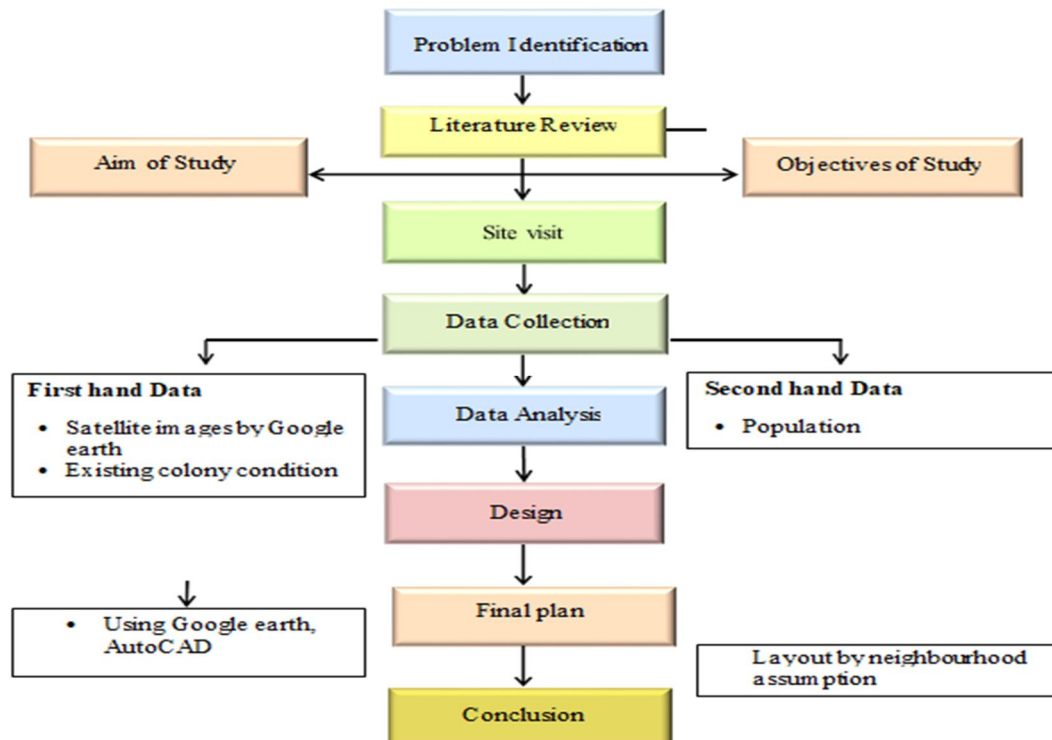 Problem Identification
Literature Review
Aim of Study
Objectives of Study
Site visit
Data Collection
First hand Data
• Satellite images by Google
earth
• Existing colony condition
Second hand Data
• Population
Data Analysis
Design
• Using Google earth,
AutoCAD
Final plan
Layout by neighbourhood
assumption
Conclusion